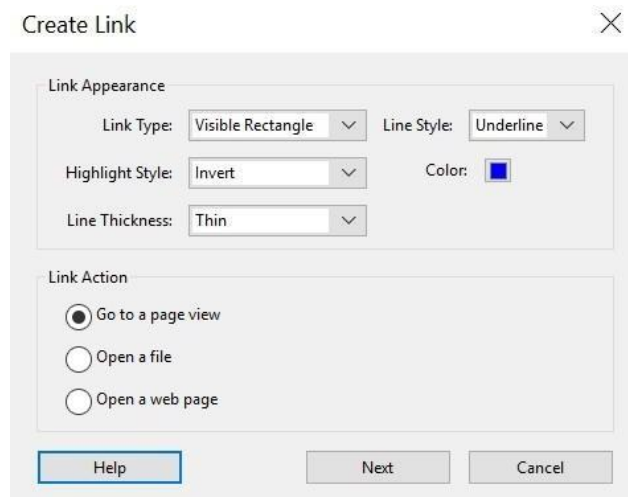 Create Link
Link Appearance
Link Type: Visible Rectangle Line Style: Underline
Highlight Style: Invert Color:
Line Thickness: Thin
Link Action
Go to a page view
Open a file
Open a web page
Help Next Cancel